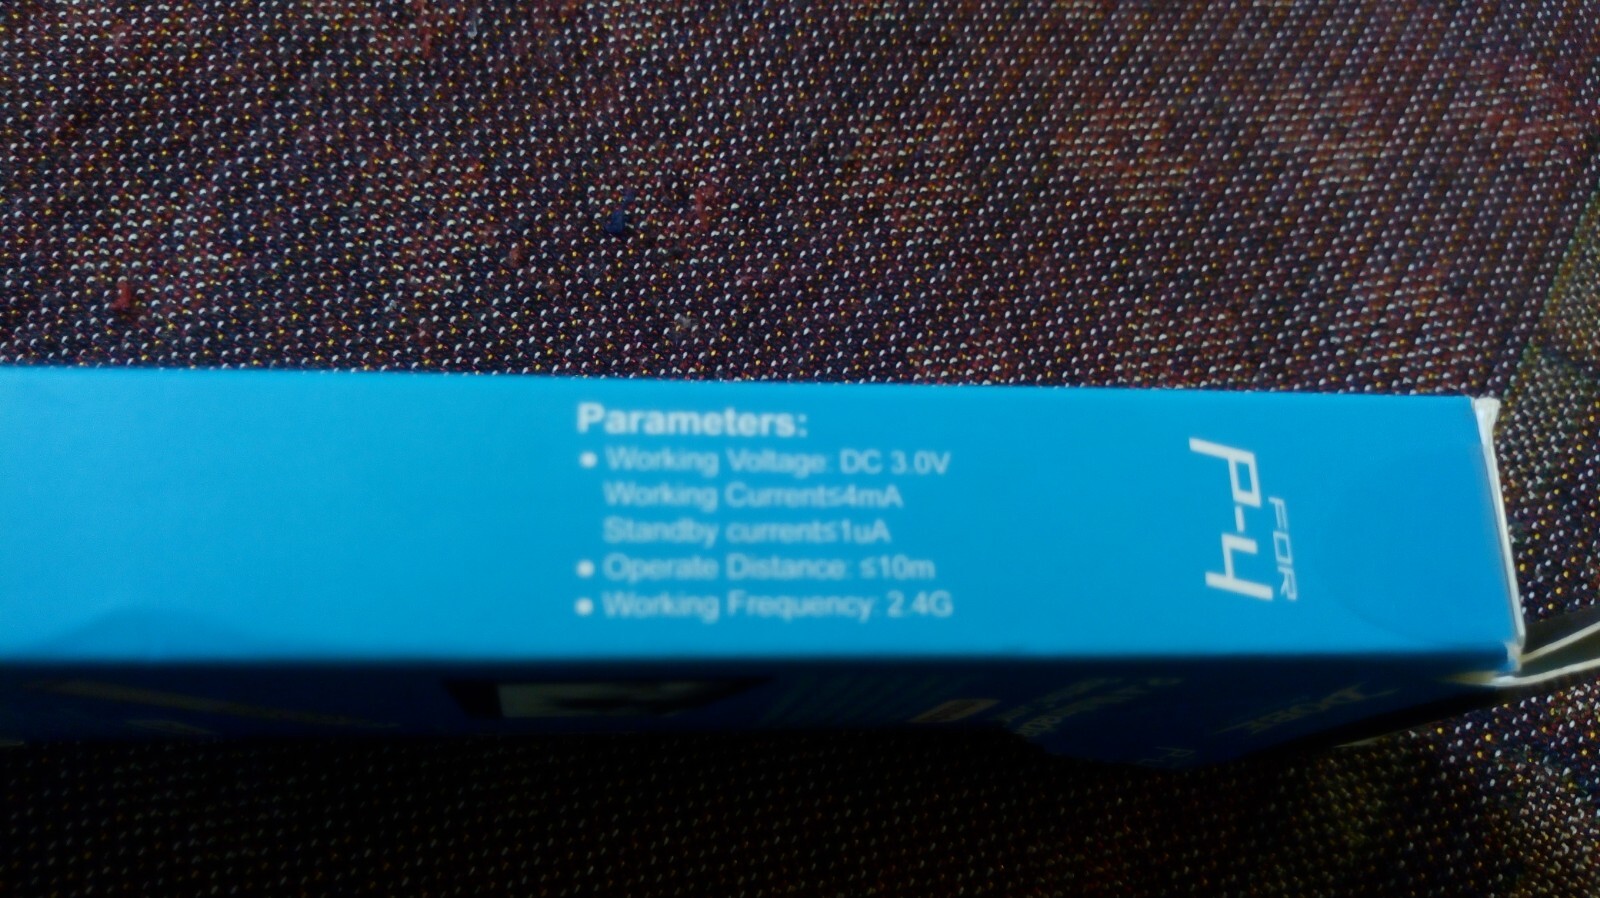 Parameters:
● Working Voltage: DC 3.0V
Working Current≤4mA
Standby current≤1uA
● Operate Distance: ≤10m
● Working Frequency: 2.4G
FOR
P-4